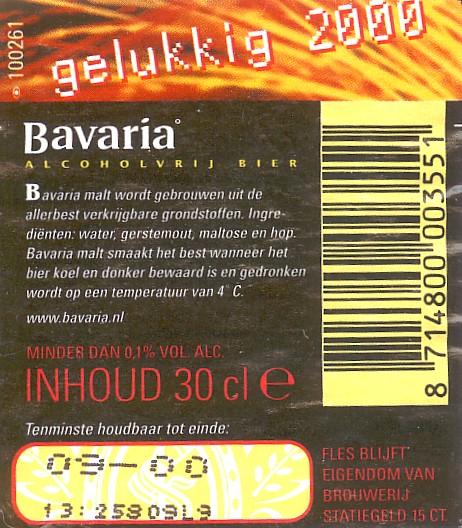 100261
gelukkig 2000
Bavaria°
ALCOHOLVRIJ BIER
Bavaria malt wordt gebrouwen uit de
allerbest verkrijgbare grondstoffen. Ingre-
diënten: water, gerstemout, maltose en hop.
Bavaria malt smaakt het best wanneer het
bier koel en donker bewaard is en gedronken
wordt op een temperatuur van 4° C.
www.bavaria.nl
MINDER DAN 0,1% VOL. ALC.
INHOUD 30 cl e
8 714800 003551
Tenminste houdbaar tot einde:
09-00
FLES BLIJFT
EIGENDOM VAN
BROUWERIJ
STATIEGELD 15 CT.